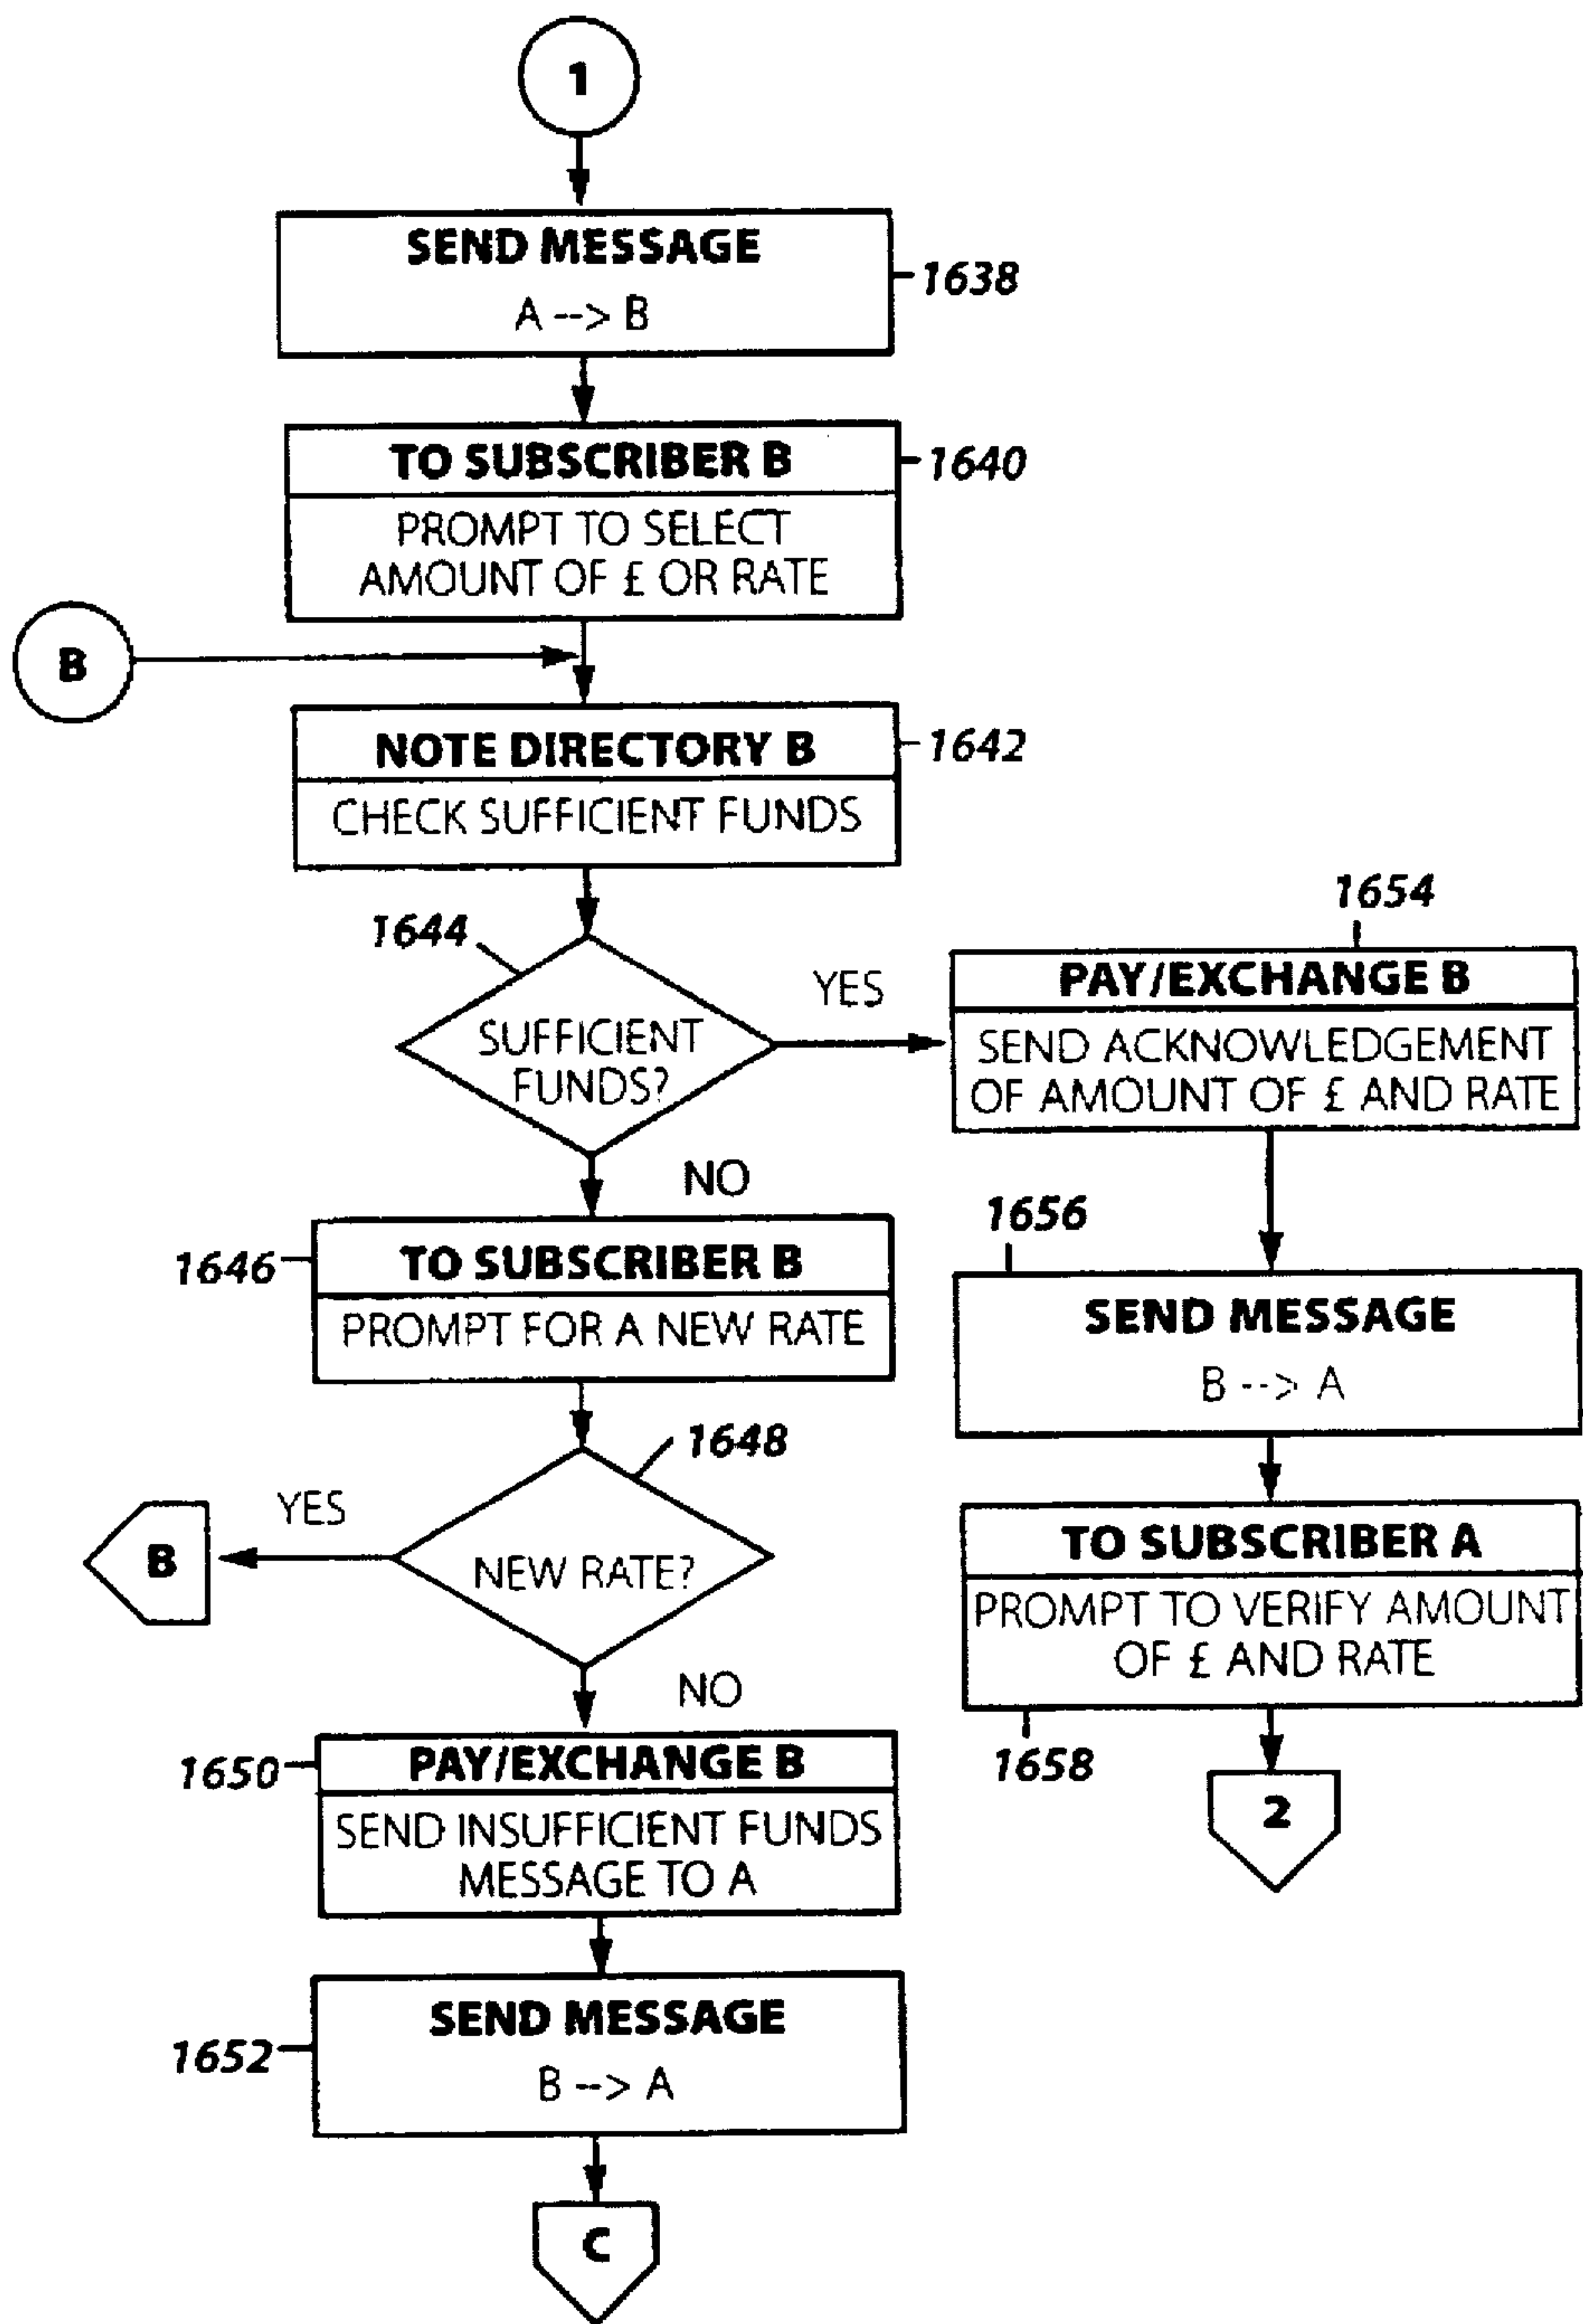 1
SEND MESSAGE
A --> B
1638
TO SUBSCRIBER B
1640
PROMPT TO SELECT
AMOUNT OF £ OR RATE
B
NOTE DIRECTORY B
1642
CHECK SUFFICIENT FUNDS
1644
SUFFICIENT
FUNDS?
YES
NO
1654
PAY/EXCHANGE B
SEND ACKNOWLEDGEMENT
OF AMOUNT OF £ AND RATE
1646
TO SUBSCRIBER B
PROMPT FOR A NEW RATE
1656
SEND MESSAGE
B --> A
1648
NEW RATE?
YES
B
NO
TO SUBSCRIBER A
PROMPT TO VERIFY AMOUNT
OF £ AND RATE
1658
2
1650
PAY/EXCHANGE B
SEND INSUFFICIENT FUNDS
MESSAGE TO A
1652
SEND MESSAGE
B --> A
C